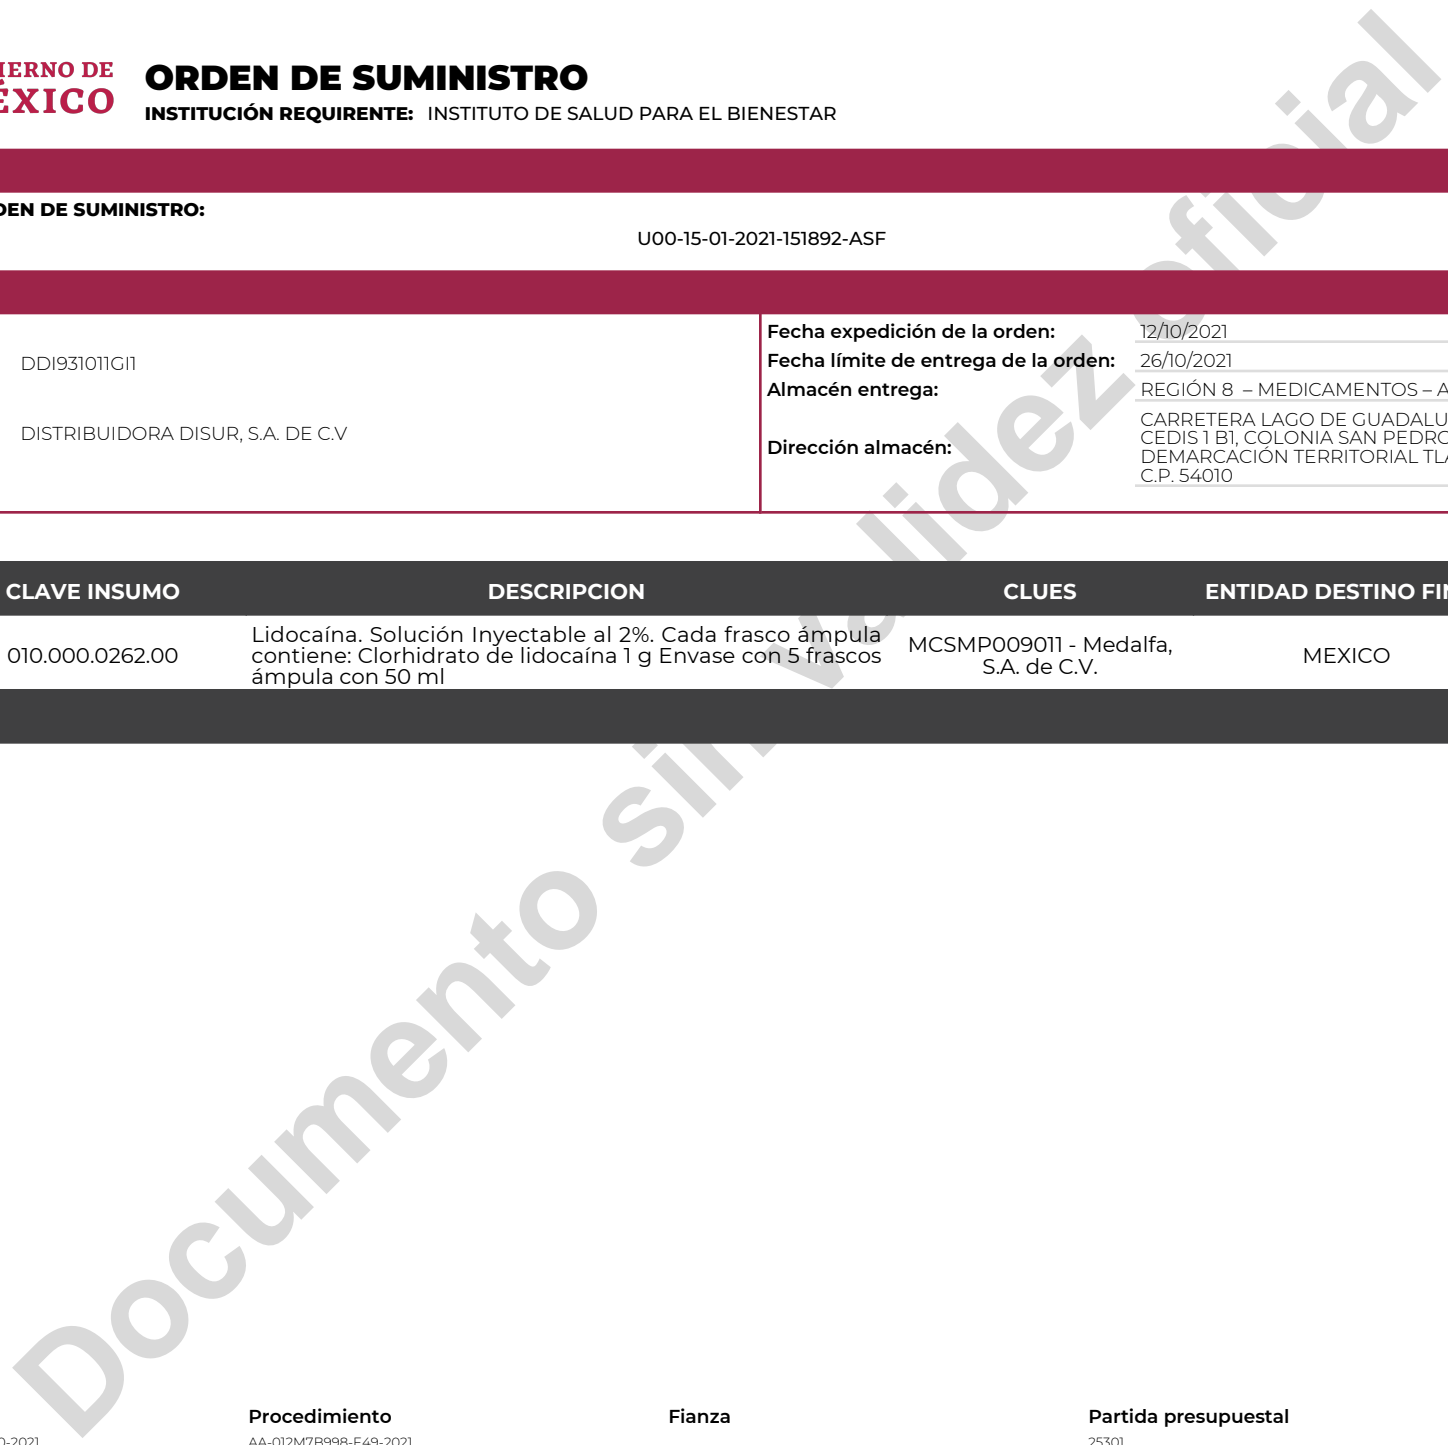 IERNO DE
ÉXICO
ORDEN DE SUMINISTRO
INSTITUCIÓN REQUIRENTE: INSTITUTO DE SALUD PARA EL BIENESTAR
DEN DE SUMINISTRO:
U00-15-01-2021-151892-ASF
DDI931011GI1
DISTRIBUIDORA DISUR, S.A. DE C.V
Fecha expedición de la orden: 12/10/2021
Fecha límite de entrega de la orden: 26/10/2021
Almacén entrega: REGIÓN 8 – MEDICAMENTOS – A
Dirección almacén: CARRETERA LAGO DE GUADALU
CEDIS 1 B1, COLONIA SAN PEDRO
DEMARCACIÓN TERRITORIAL TLA
C.P. 54010
CLAVE INSUMO DESCRIPCION CLUES ENTIDAD DESTINO FIN
010.000.0262.00
Lidocaína. Solución Inyectable al 2%. Cada frasco ámpula
contiene: Clorhidrato de lidocaína 1 g Envase con 5 frascos
ámpula con 50 ml
MCSMP009011 - Medalfa,
S.A. de C.V.
MEXICO
Documento sin validez oficial
Procedimiento Fianza Partida presupuestal
0-2021 AA-012M7B998-E49-2021 25301